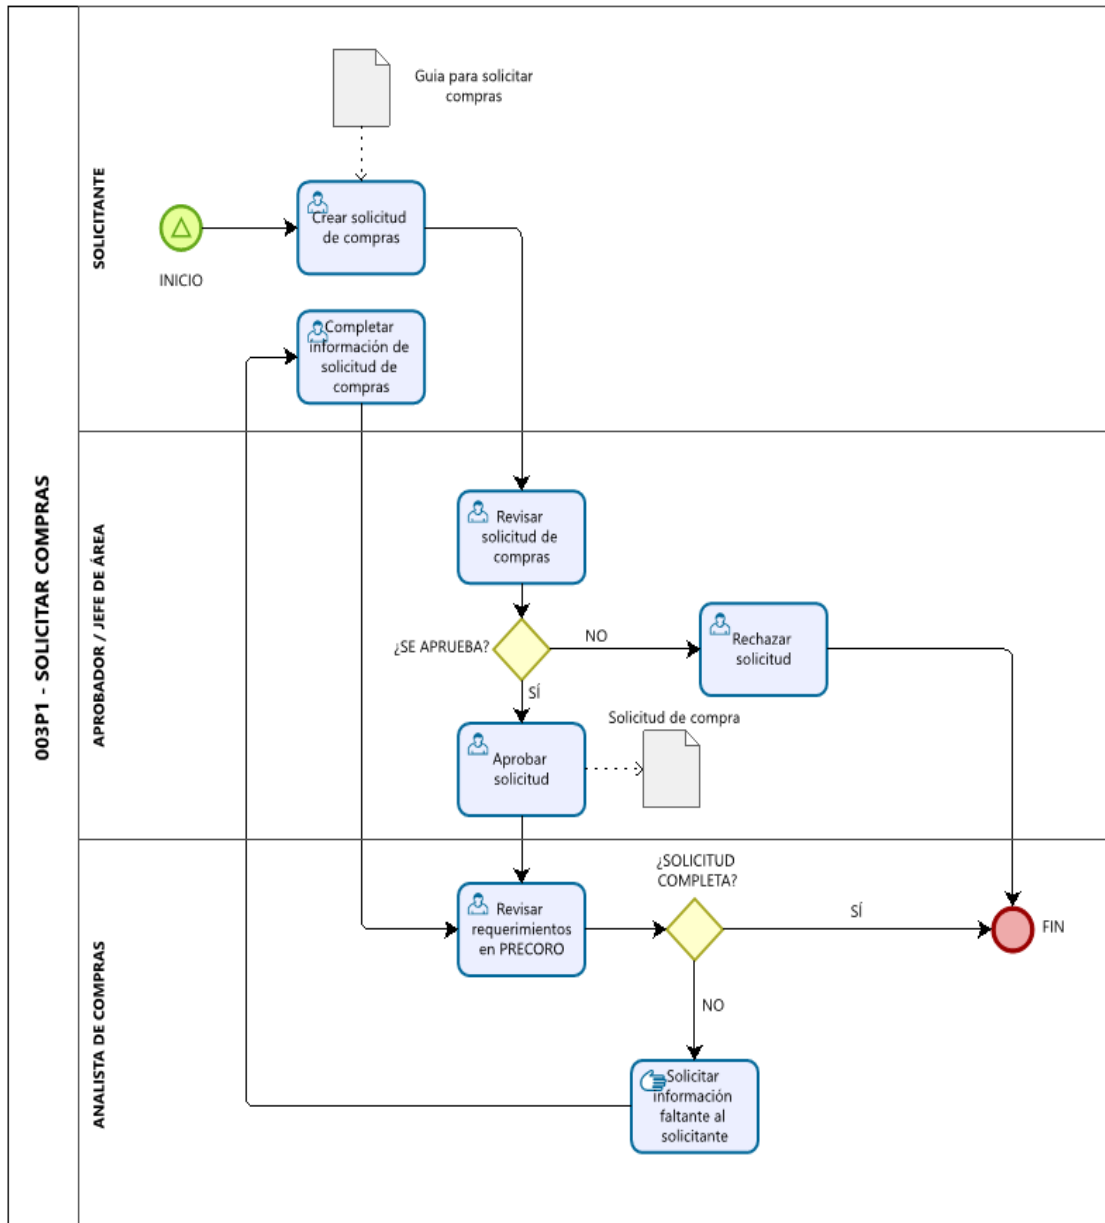 003P1 - SOLICITAR COMPRAS
SOLICITANTE
Guia para solicitar
compras
INICIO
Crear solicitud
de compras
Completar
información de
solicitud de
compras
APROBADOR / JEFE DE ÁREA
Revisar
solicitud de
compras
¿SE APRUEBA?
NO
Rechazar
solicitud
SÍ
Aprobar
solicitud
Solicitud de compra
ANALISTA DE COMPRAS
Revisar
requerimientos
en PRECORO
¿SOLICITUD
COMPLETA?
SÍ
FIN
NO
Solicitar
información
faltante al
solicitante